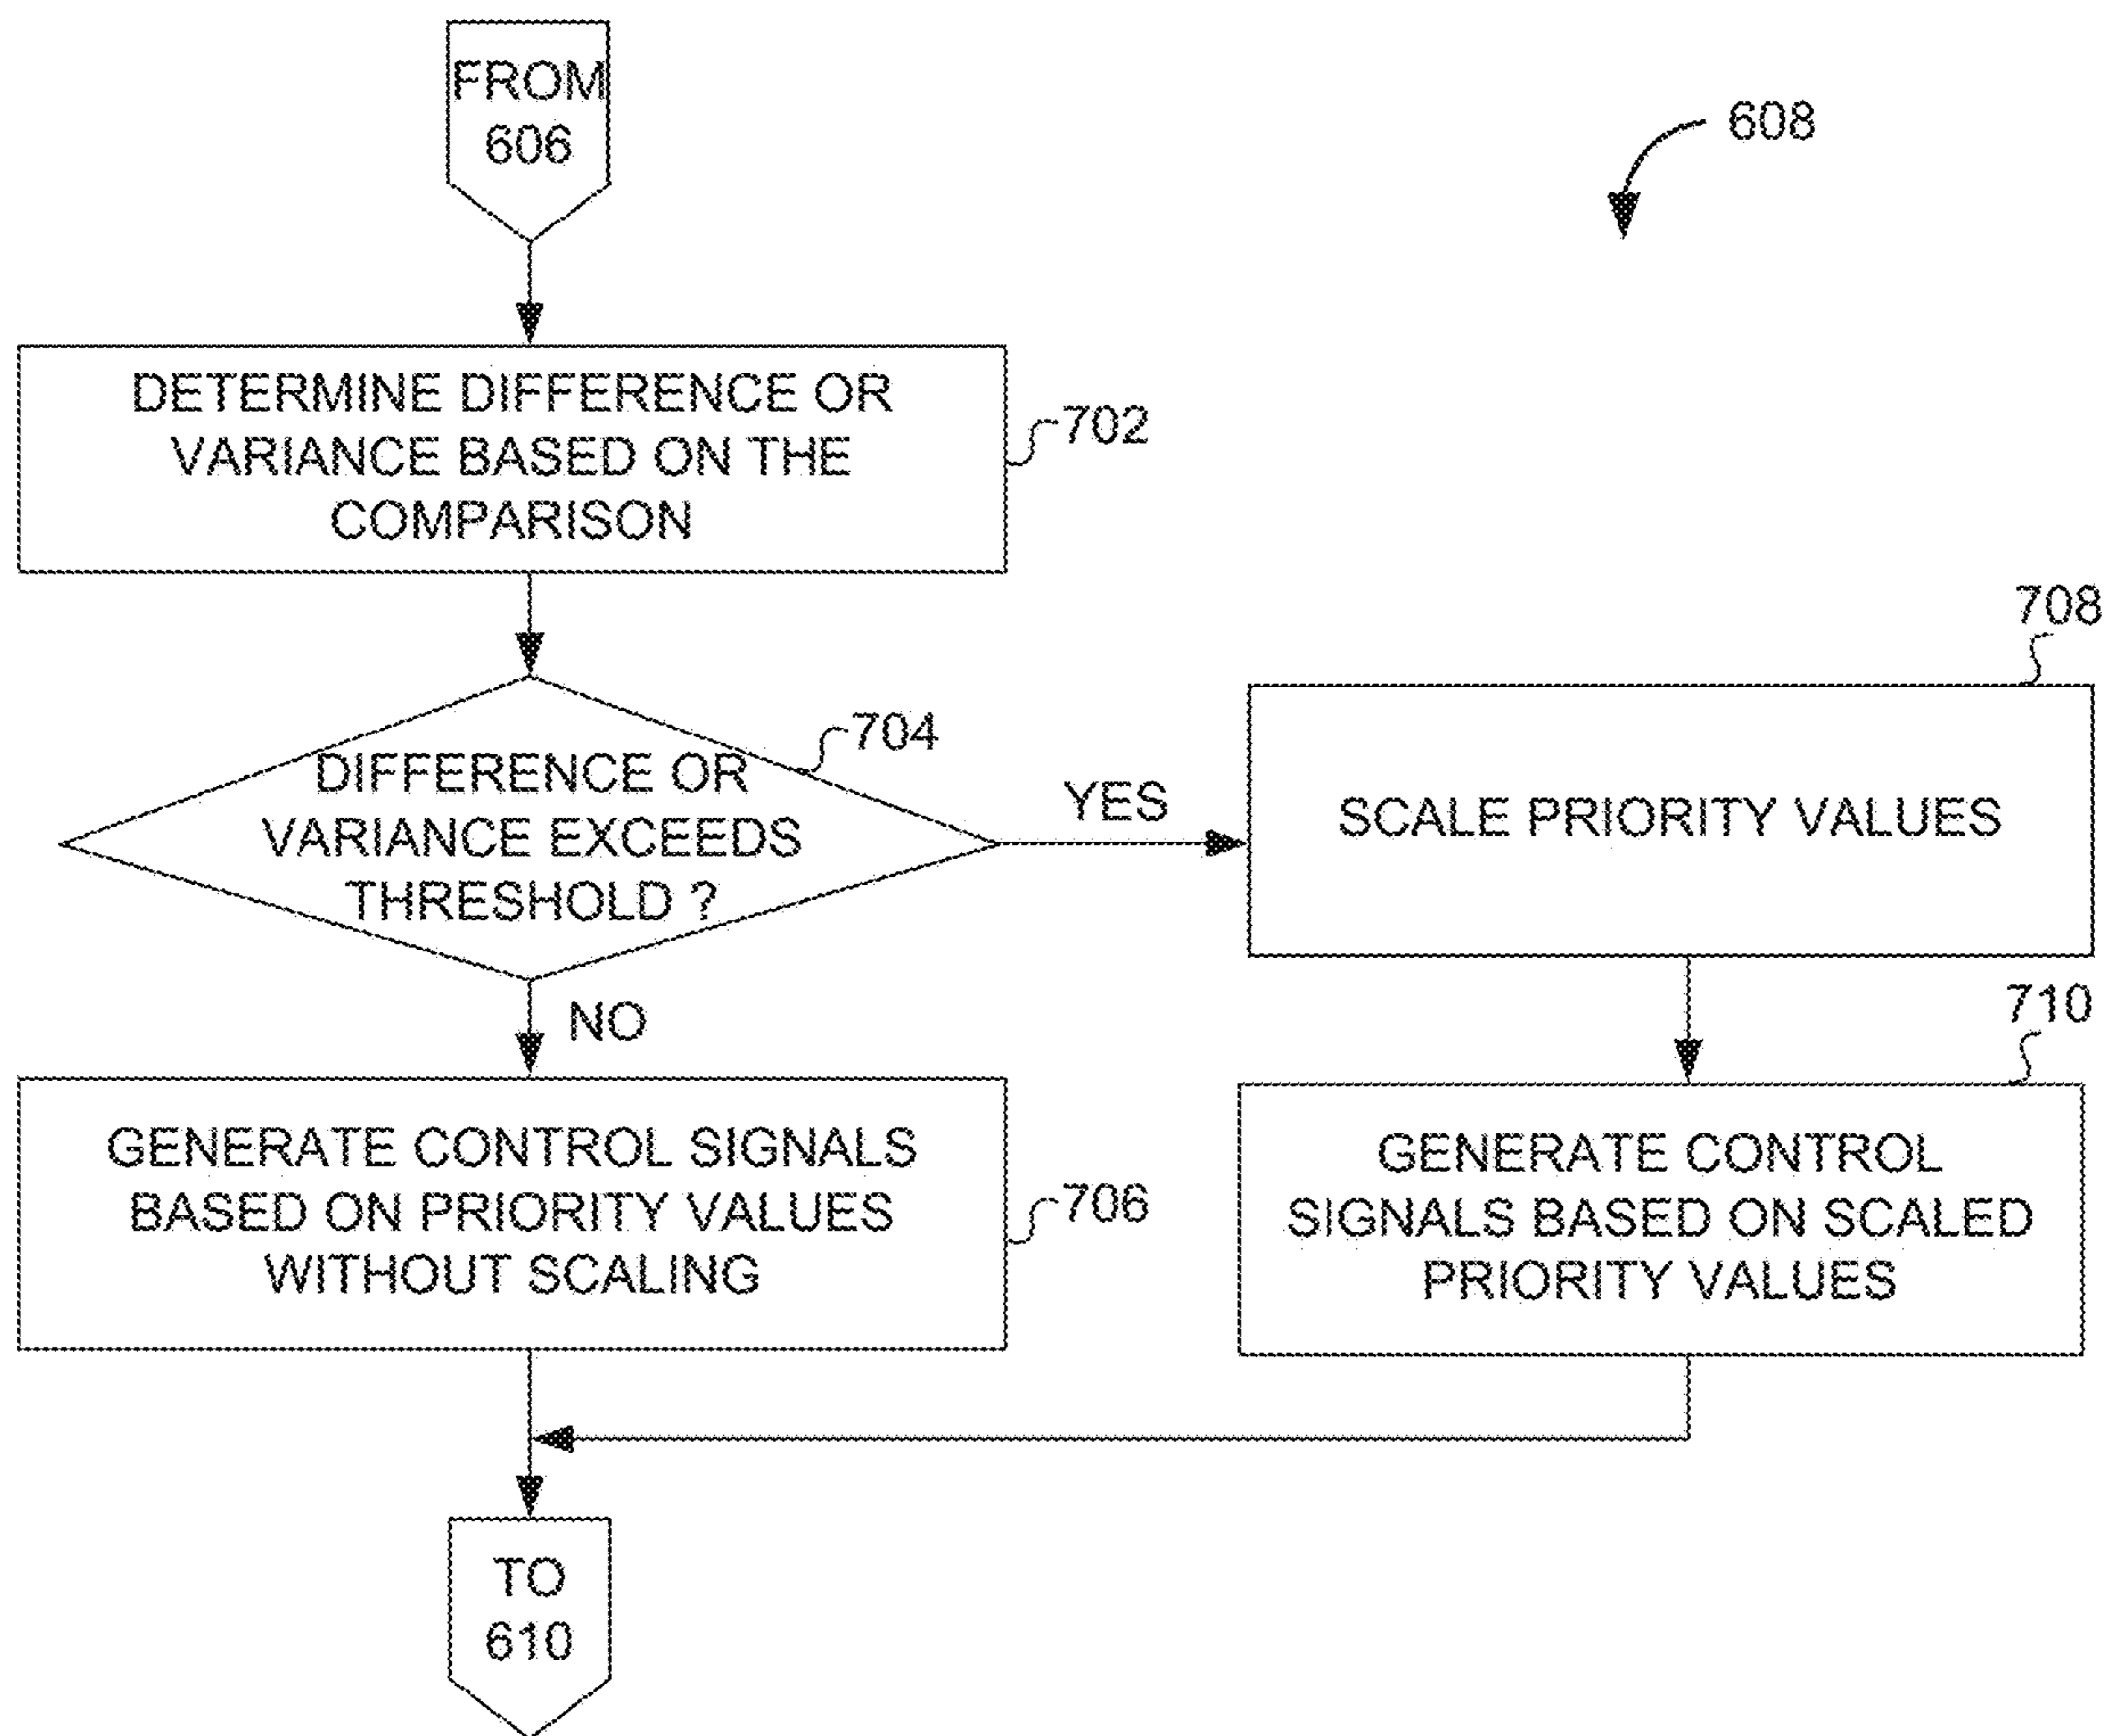 FROM
606
608
DETERMINE DIFFERENCE OR
VARIANCE BASED ON THE
COMPARISON
702
DIFFERENCE OR
VARIANCE EXCEEDS
THRESHOLD ?
704
YES
708
SCALE PRIORITY VALUES
NO
GENERATE CONTROL SIGNALS
BASED ON PRIORITY VALUES
WITHOUT SCALING
706
710
GENERATE CONTROL
SIGNALS BASED ON SCALED
PRIORITY VALUES
TO
610